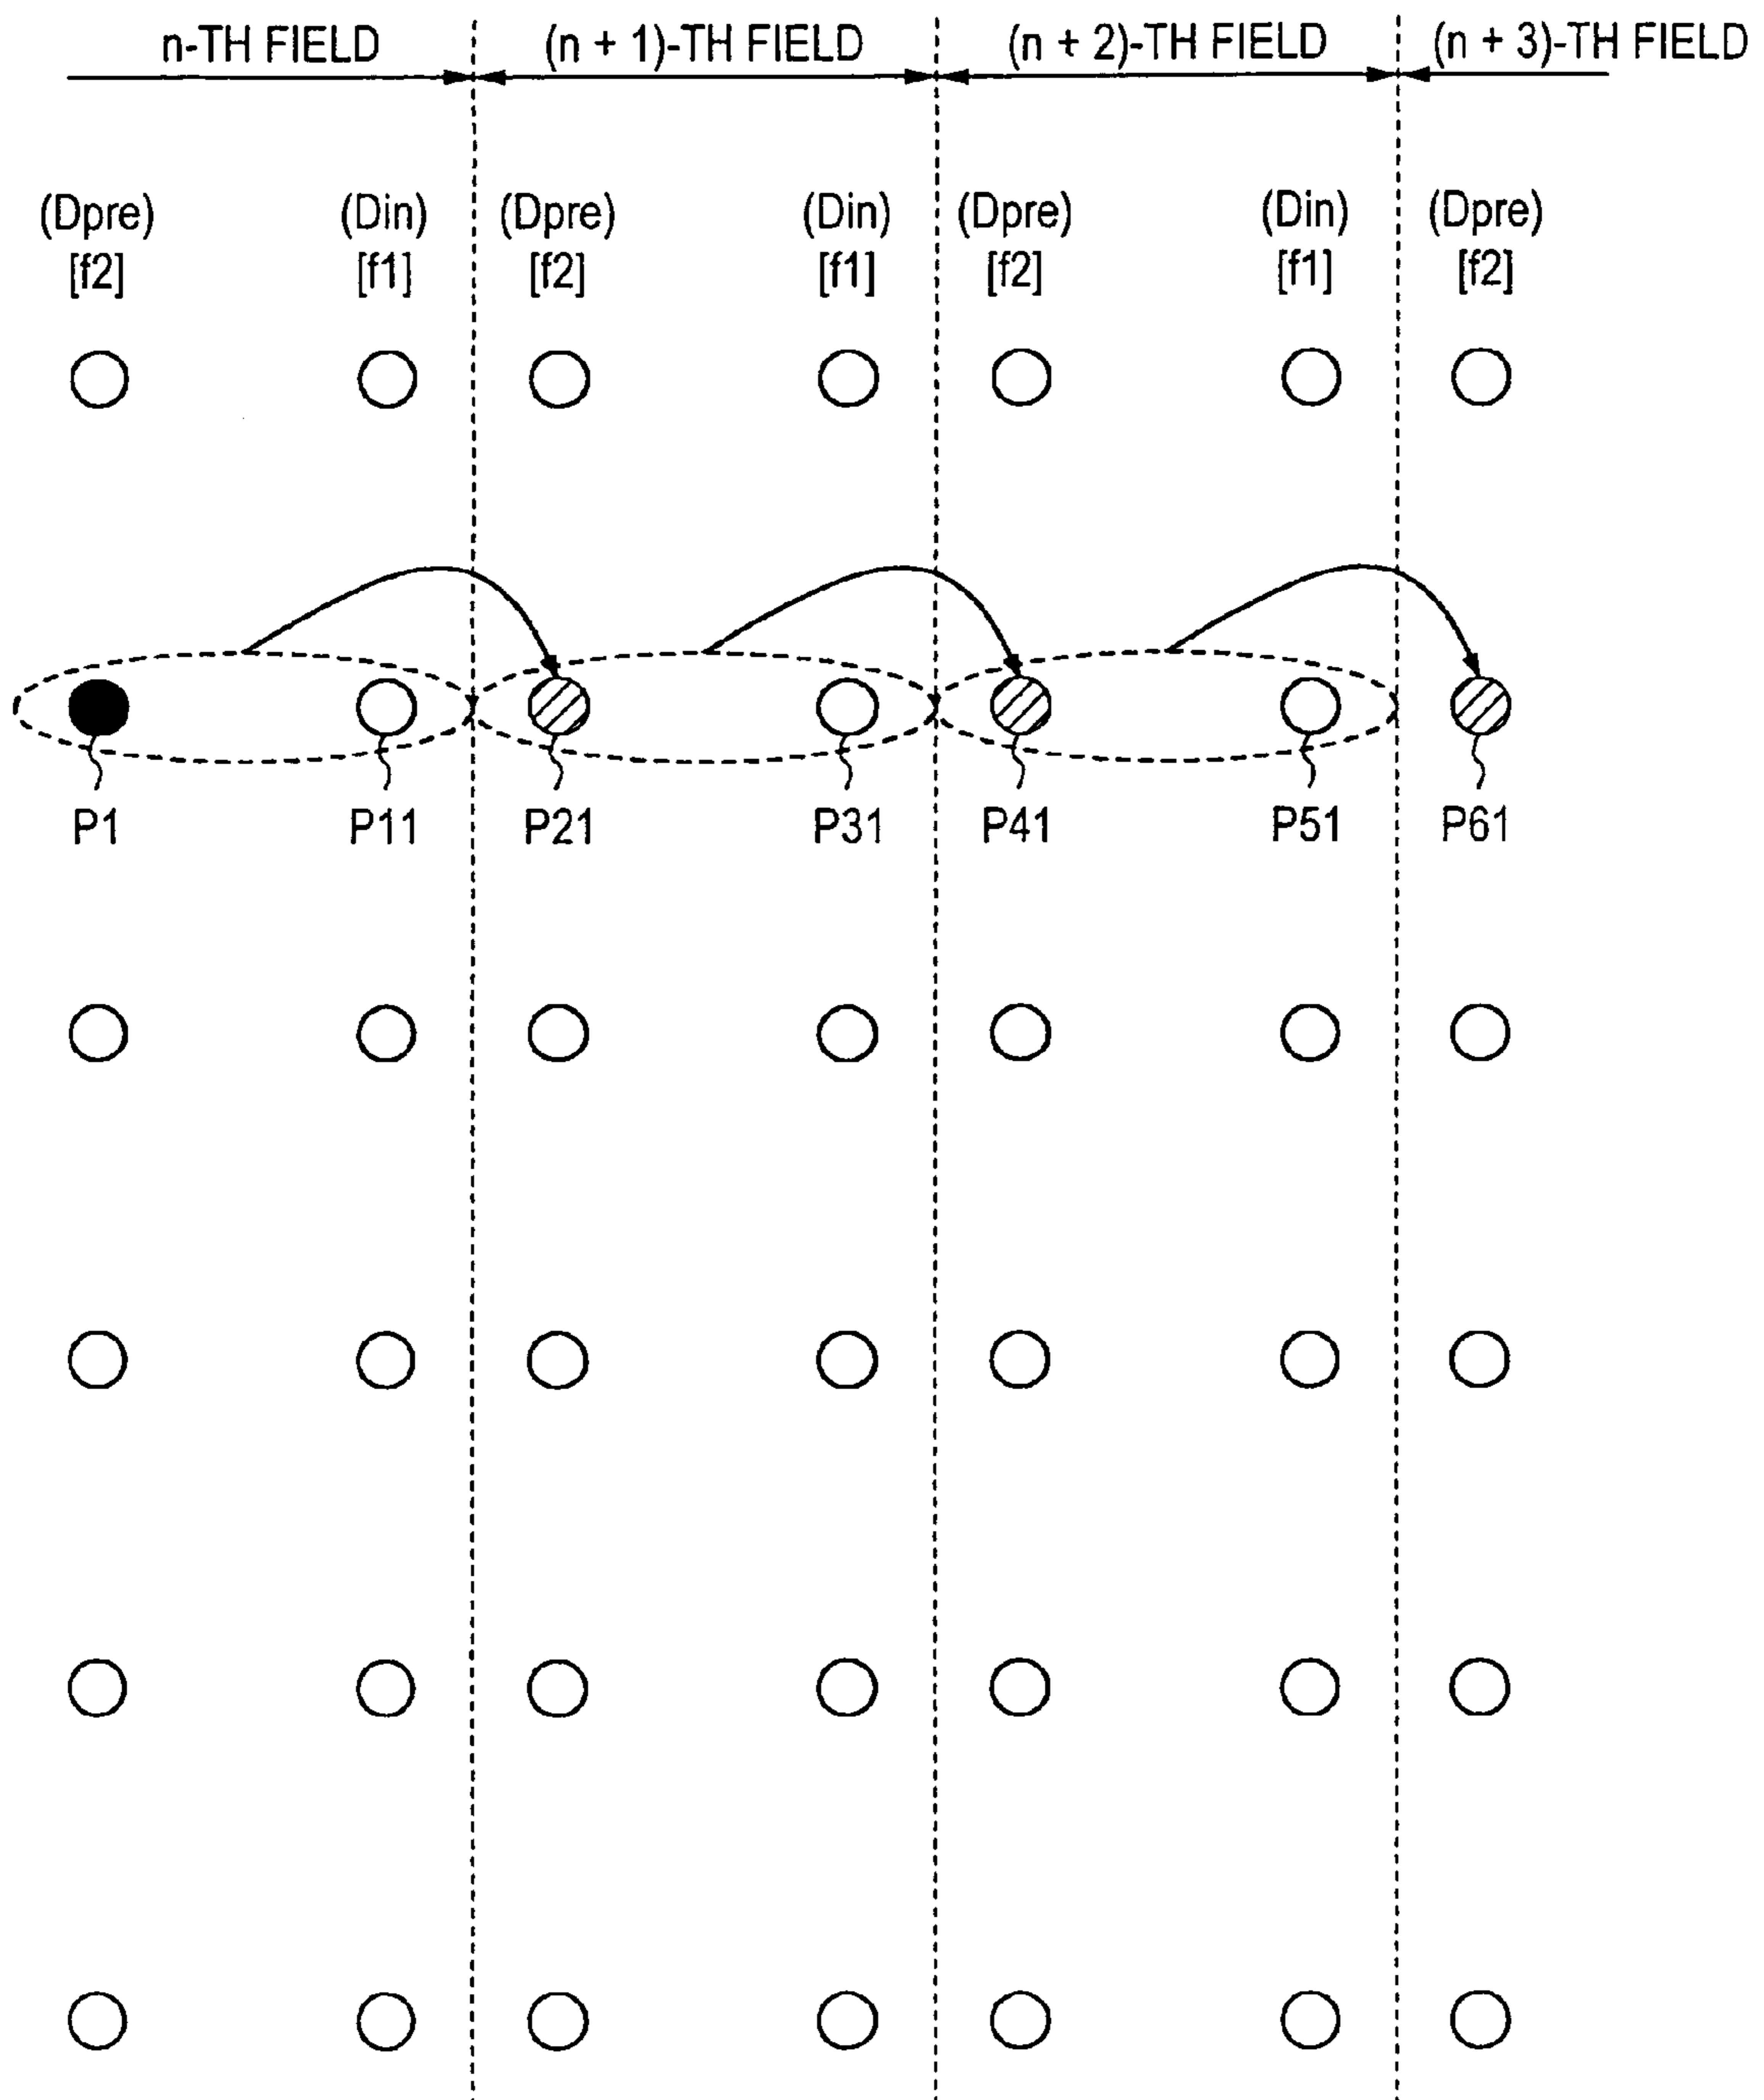 n-TH FIELD (n + 1)-TH FIELD (n + 2)-TH FIELD (n + 3)-TH FIELD
(Dpre) (Din) (Dpre) (Din) (Dpre) (Din) (Dpre)
[f2] [f1] [f2] [f1] [f2] [f1] [f2]
P1 P11 P21 P31 P41 P51 P61